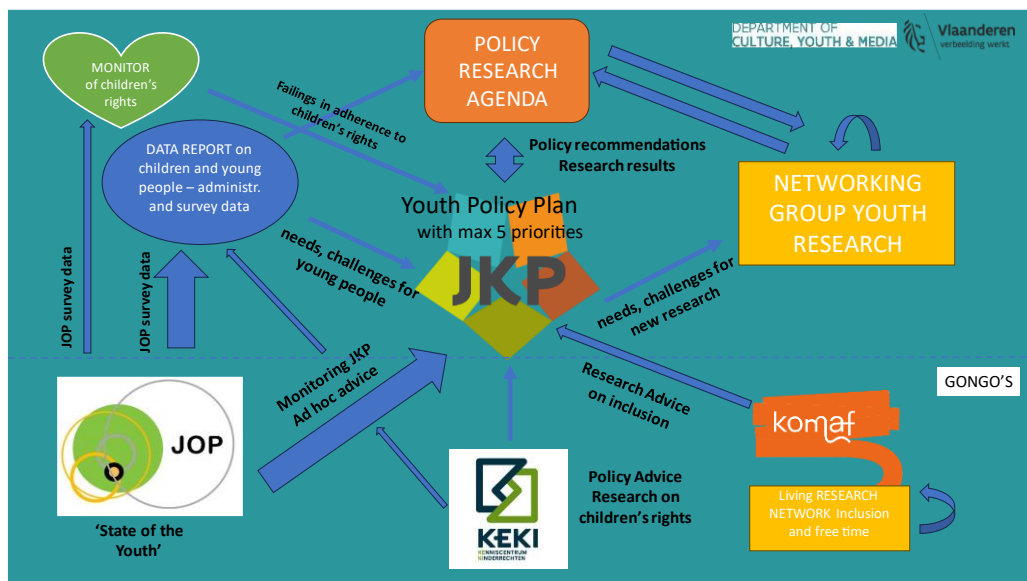 DEPARTMENT OF
CULTURE, YOUTH & MEDIA
Vlaanderen
verbeelding werkt
MONITOR
of children's
rights
POLICY
RESEARCH
AGENDA
Failings in adherence to
children's rights
DATA REPORT on
children and young
people – administr.
and survey data
Policy recommendations
Research results
NETWORKING
GROUP YOUTH
RESEARCH
Youth Policy Plan
with max 5 priorities
JKP
needs, challenges for
young people
needs, challenges for
new research
JOP survey data
JOP survey data
Monitoring JKP
Ad hoc advice
Research Advice
on inclusion
GONGO'S
JOP
'State of the
Youth'
KEKI
KENNISCENTRUM
KINDERRECHTEN
Policy Advice
Research on
children's rights
komaf
Living RESEARCH
NETWORK Inclusion
and free time